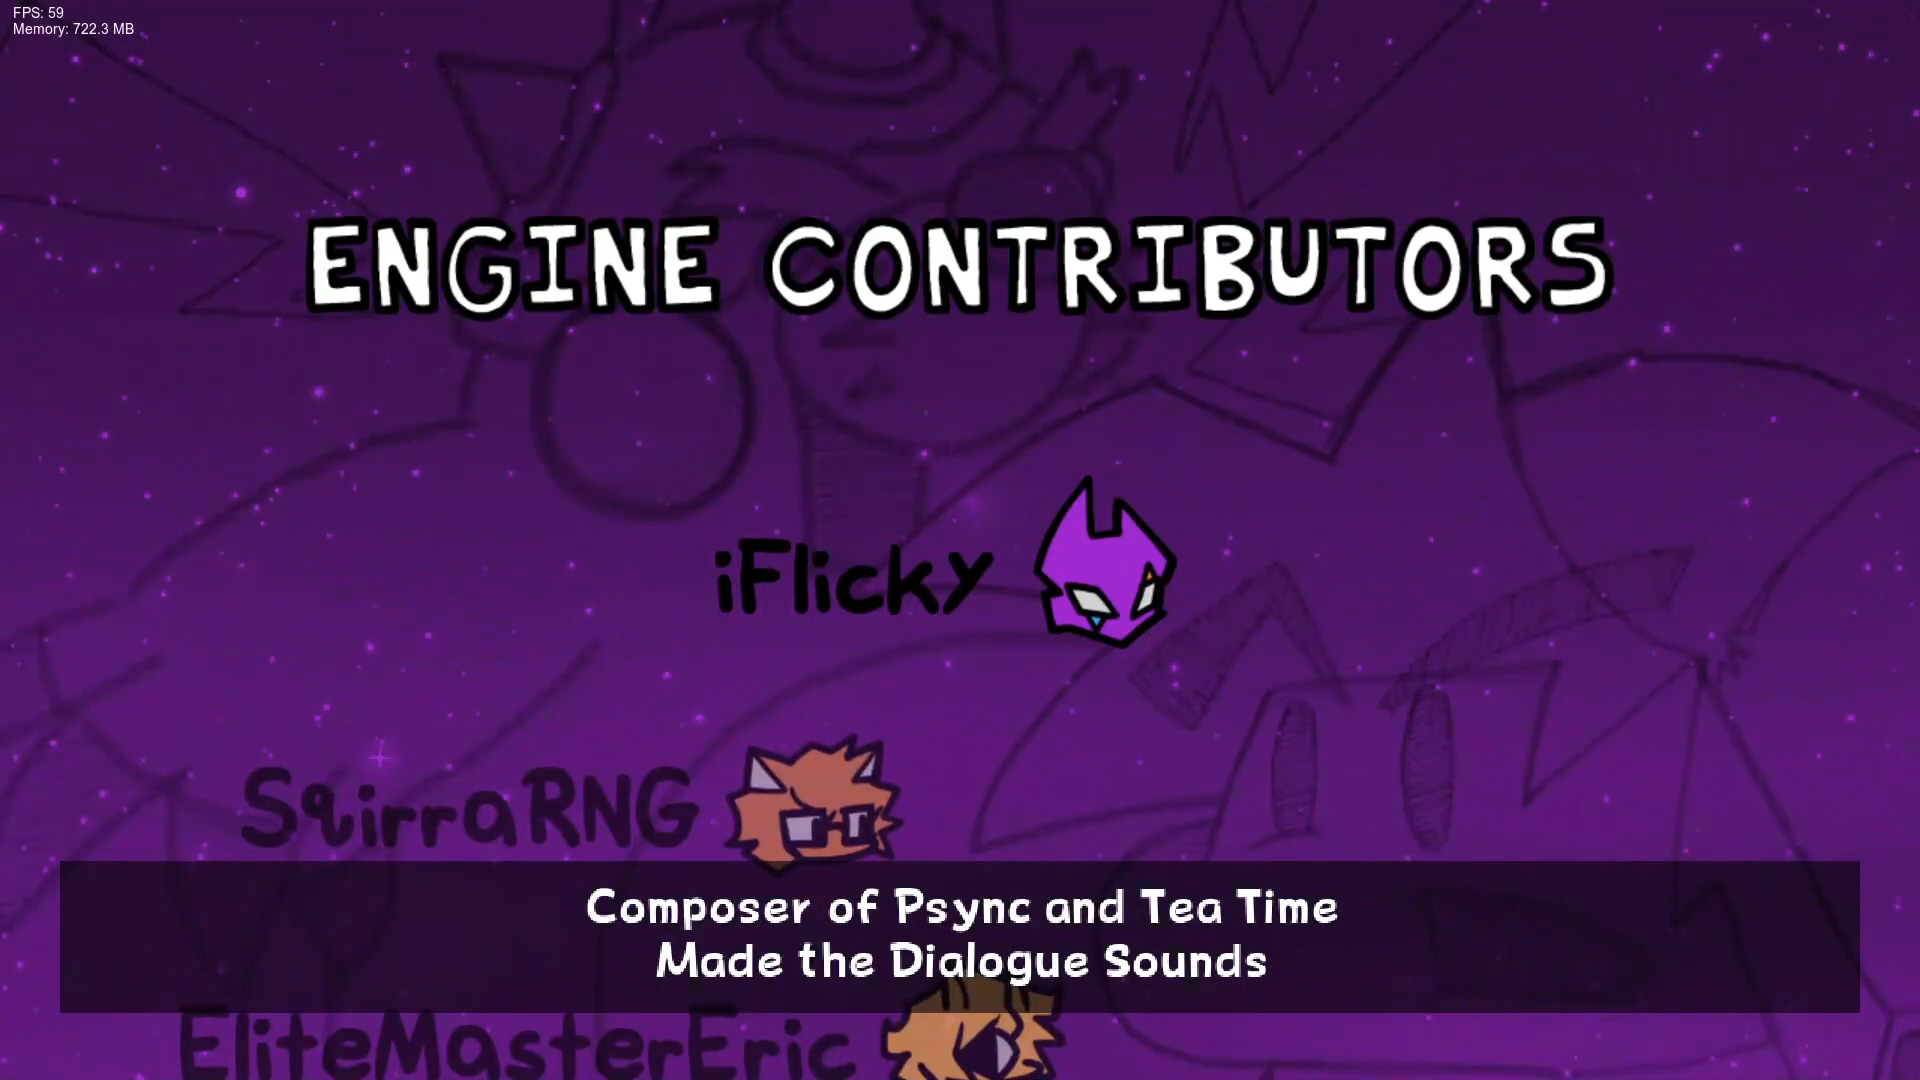 FPS: 59
Memory: 722.3 MB
ENGINE CONTRIBUTORS
iFlicky
SqirraRNG
Composer of Psync and Tea Time
Made the Dialogue Sounds
EliteMasterEric